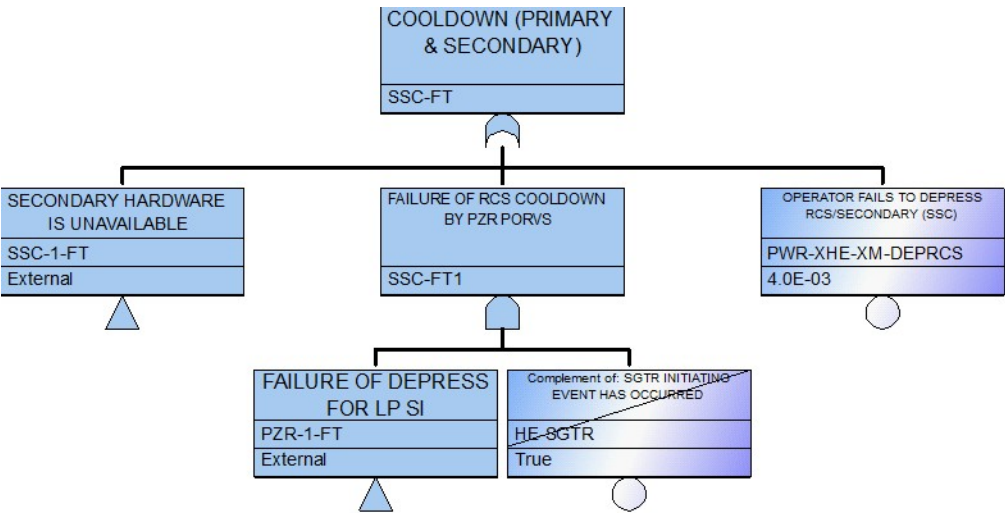 COOLDOWN (PRIMARY
& SECONDARY)
SSC-FT
SECONDARY HARDWARE
IS UNAVAILABLE
SSC-1-FT
External
FAILURE OF RCS COOLDOWN
BY PZR PORVS
SSC-FT1
OPERATOR FAILS TO DEPRESS
RCS/SECONDARY (SSC)
PWR-XHE-XM-DEPRCS
4.0E-03
FAILURE OF DEPRESS
FOR LP SI
PZR-1-FT
External
Complement of: SGTR INITIATING
EVENT HAS OCCURRED
HE-SGTR
True